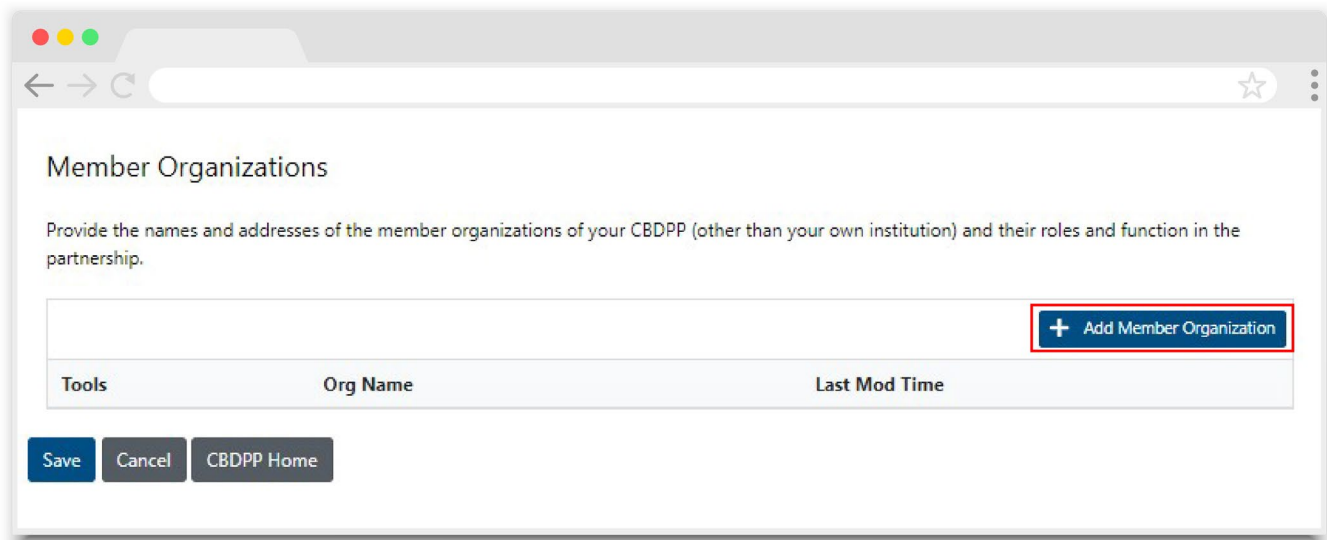 Member Organizations
Provide the names and addresses of the member organizations of your CBDPP (other than your own institution) and their roles and function in the
partnership.
+ Add Member Organization
Tools Org Name Last Mod Time
Save Cancel CBDPP Home